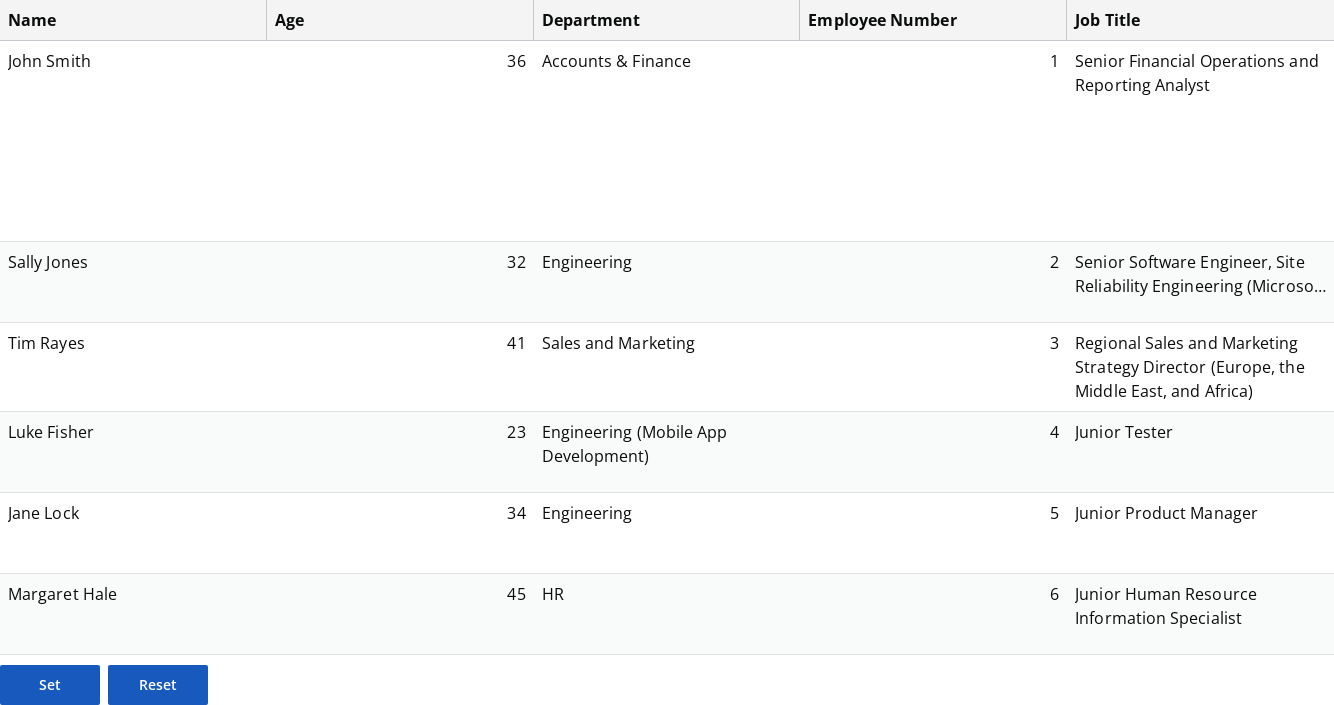 Name Age Department Employee Number Job Title
John Smith 36 Accounts & Finance 1 Senior Financial Operations and
Reporting Analyst
Sally Jones 32 Engineering 2 Senior Software Engineer, Site
Reliability Engineering (Microso...
Tim Rayes 41 Sales and Marketing 3 Regional Sales and Marketing
Strategy Director (Europe, the
Middle East, and Africa)
Luke Fisher 23 Engineering (Mobile App 4 Junior Tester
Development)
Jane Lock 34 Engineering 5 Junior Product Manager
Margaret Hale 45 HR 6 Junior Human Resource
Information Specialist
Set Reset